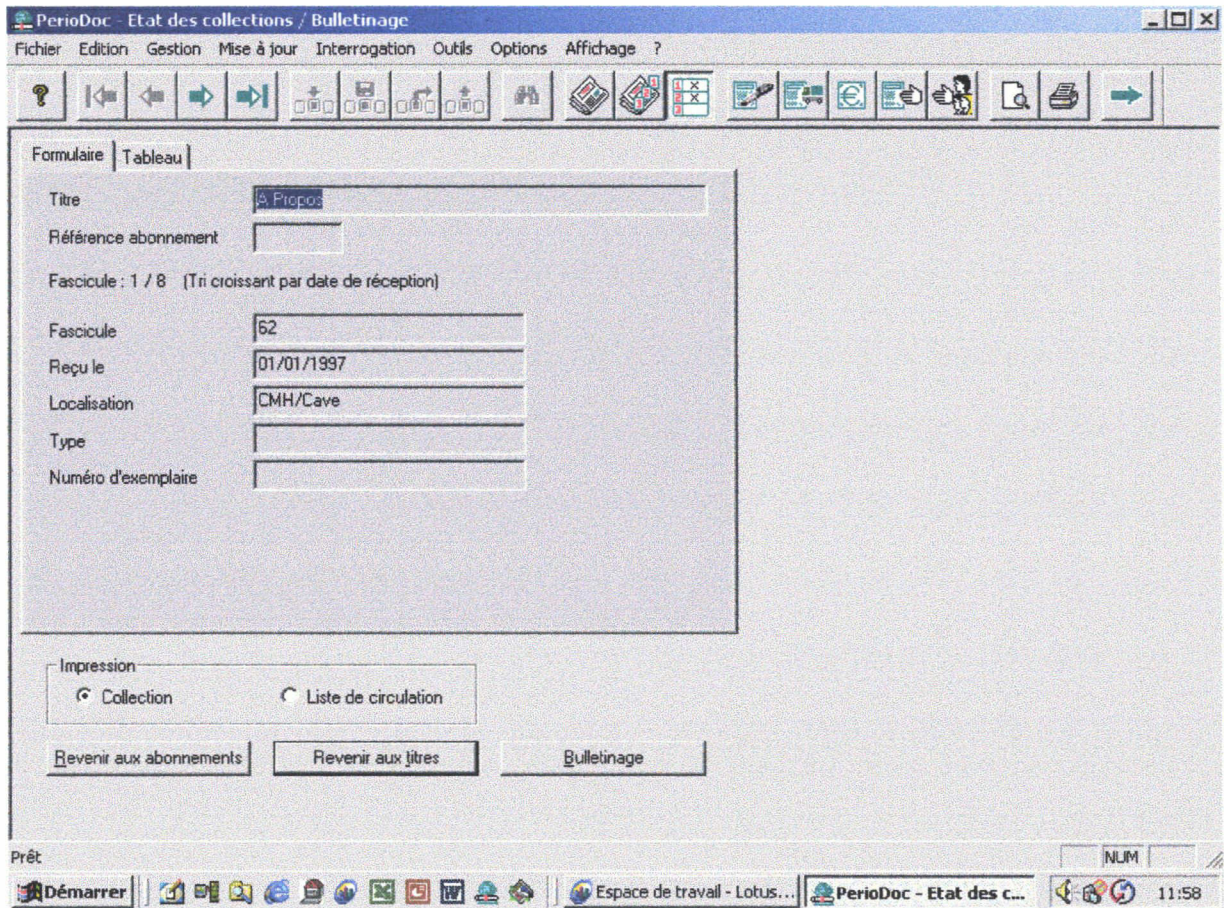 PerioDoc - Etat des collections / Bulletinage
Fichier Edition Gestion Mise à jour Interrogation Outils Options Affichage ?
Formulaire Tableau
Titre A Propos
Référence abonnement
Fascicule : 1 / 8 (Tri croissant par date de réception)
Fascicule 62
Reçu le 01/01/1997
Localisation CMH/Cave
Type
Numéro d'exemplaire
Impression
Collection Liste de circulation
Revenir aux abonnements Revenir aux titres Bulletinage
Prêt NUM
Démarrer Espace de travail - Lotus... PerioDoc - Etat des c... 11:58